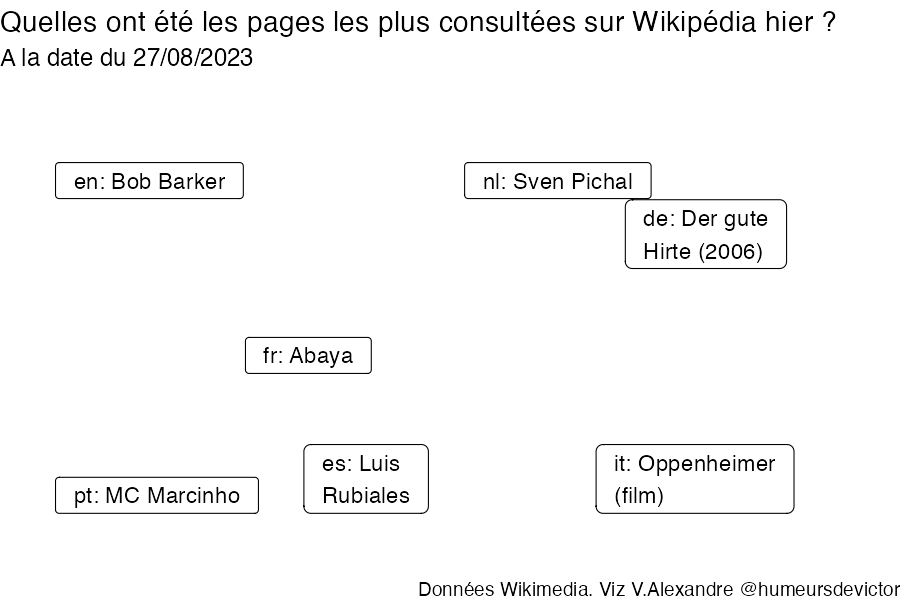 Quelles ont été les pages les plus consultées sur Wikipédia hier ?
A la date du 27/08/2023
en: Bob Barker
nl: Sven Pichal
de: Der gute
Hirte (2006)
fr: Abaya
es: Luis
Rubiales
it: Oppenheimer
(film)
pt: MC Marcinho
Données Wikimedia. Viz V.Alexandre @humeursdevictor